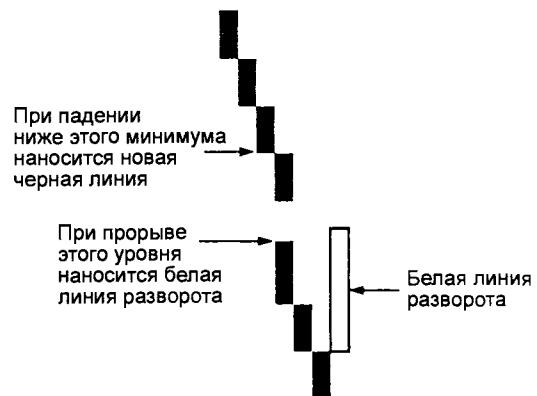 При падении
ниже этого минимума
наносится новая
черная линия
При прорыве
этого уровня
наносится белая
линия разворота
Белая линия
разворота